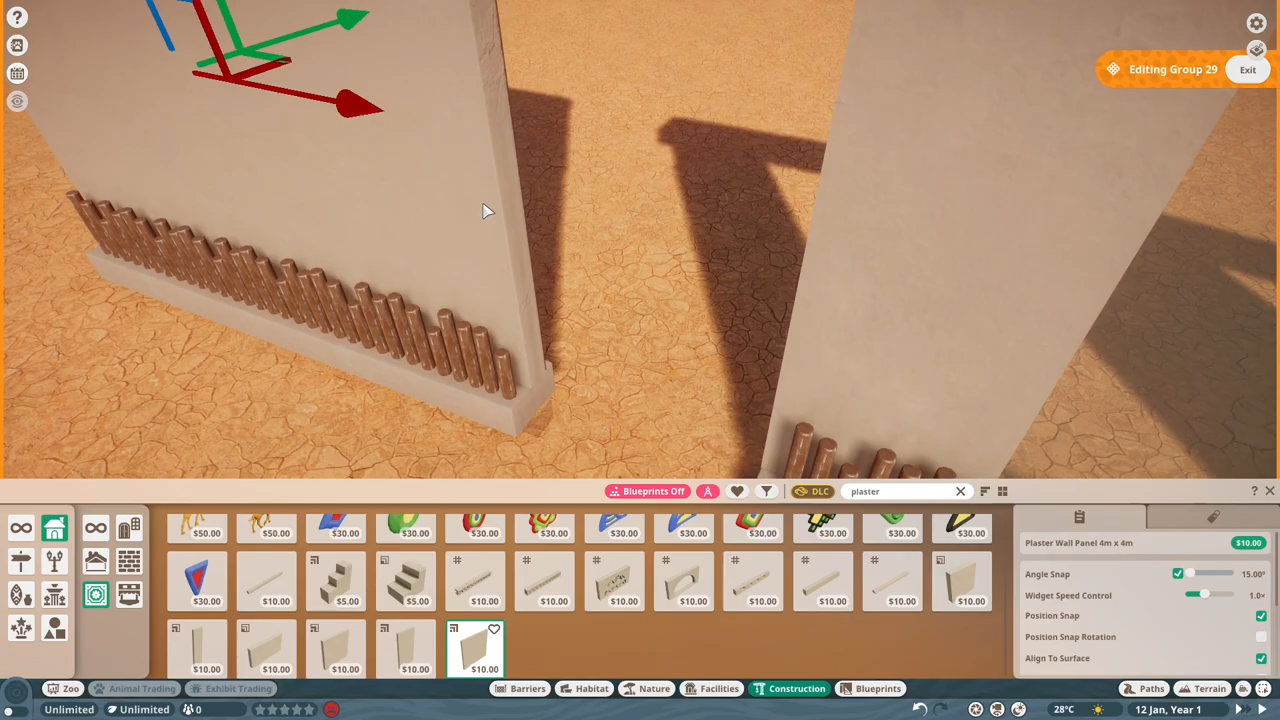 Editing Group 29
Exit
Blueprints Off
DLC
plaster
$50.00
$50.00
$30.00
$30.00
$30.00
$30.00
$30.00
$30.00
$30.00
$30.00
$30.00
$30.00
$30.00
$10.00
$5.00
$5.00
$10.00
$10.00
$10.00
$10.00
$10.00
$10.00
$10.00
$10.00
$10.00
$10.00
$10.00
$10.00
$10.00
Plaster Wall Panel 4m x 4m
$10.00
Angle Snap
15.00°
Widget Speed Control
1.0×
Position Snap
Position Snap Rotation
Align To Surface
Zoo
Animal Trading
Exhibit Trading
Barriers
Habitat
Nature
Facilities
Construction
Blueprints
Paths
Terrain
Unlimited
Unlimited
0
28°C
12 Jan, Year 1